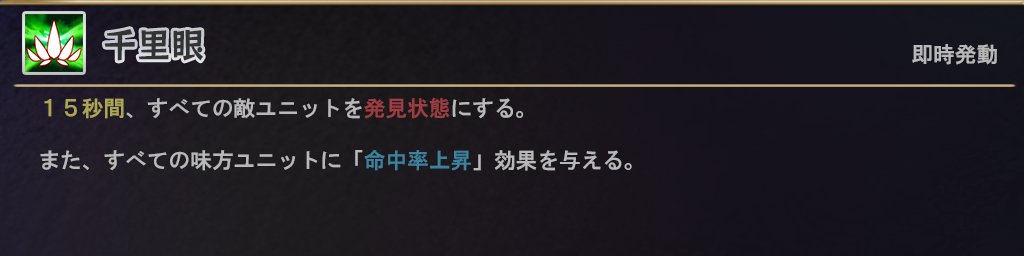 千里眼
即時発動
１５秒間、すべての敵ユニットを発見状態にする。
また、すべての味方ユニットに「命中率上昇」効果を与える。